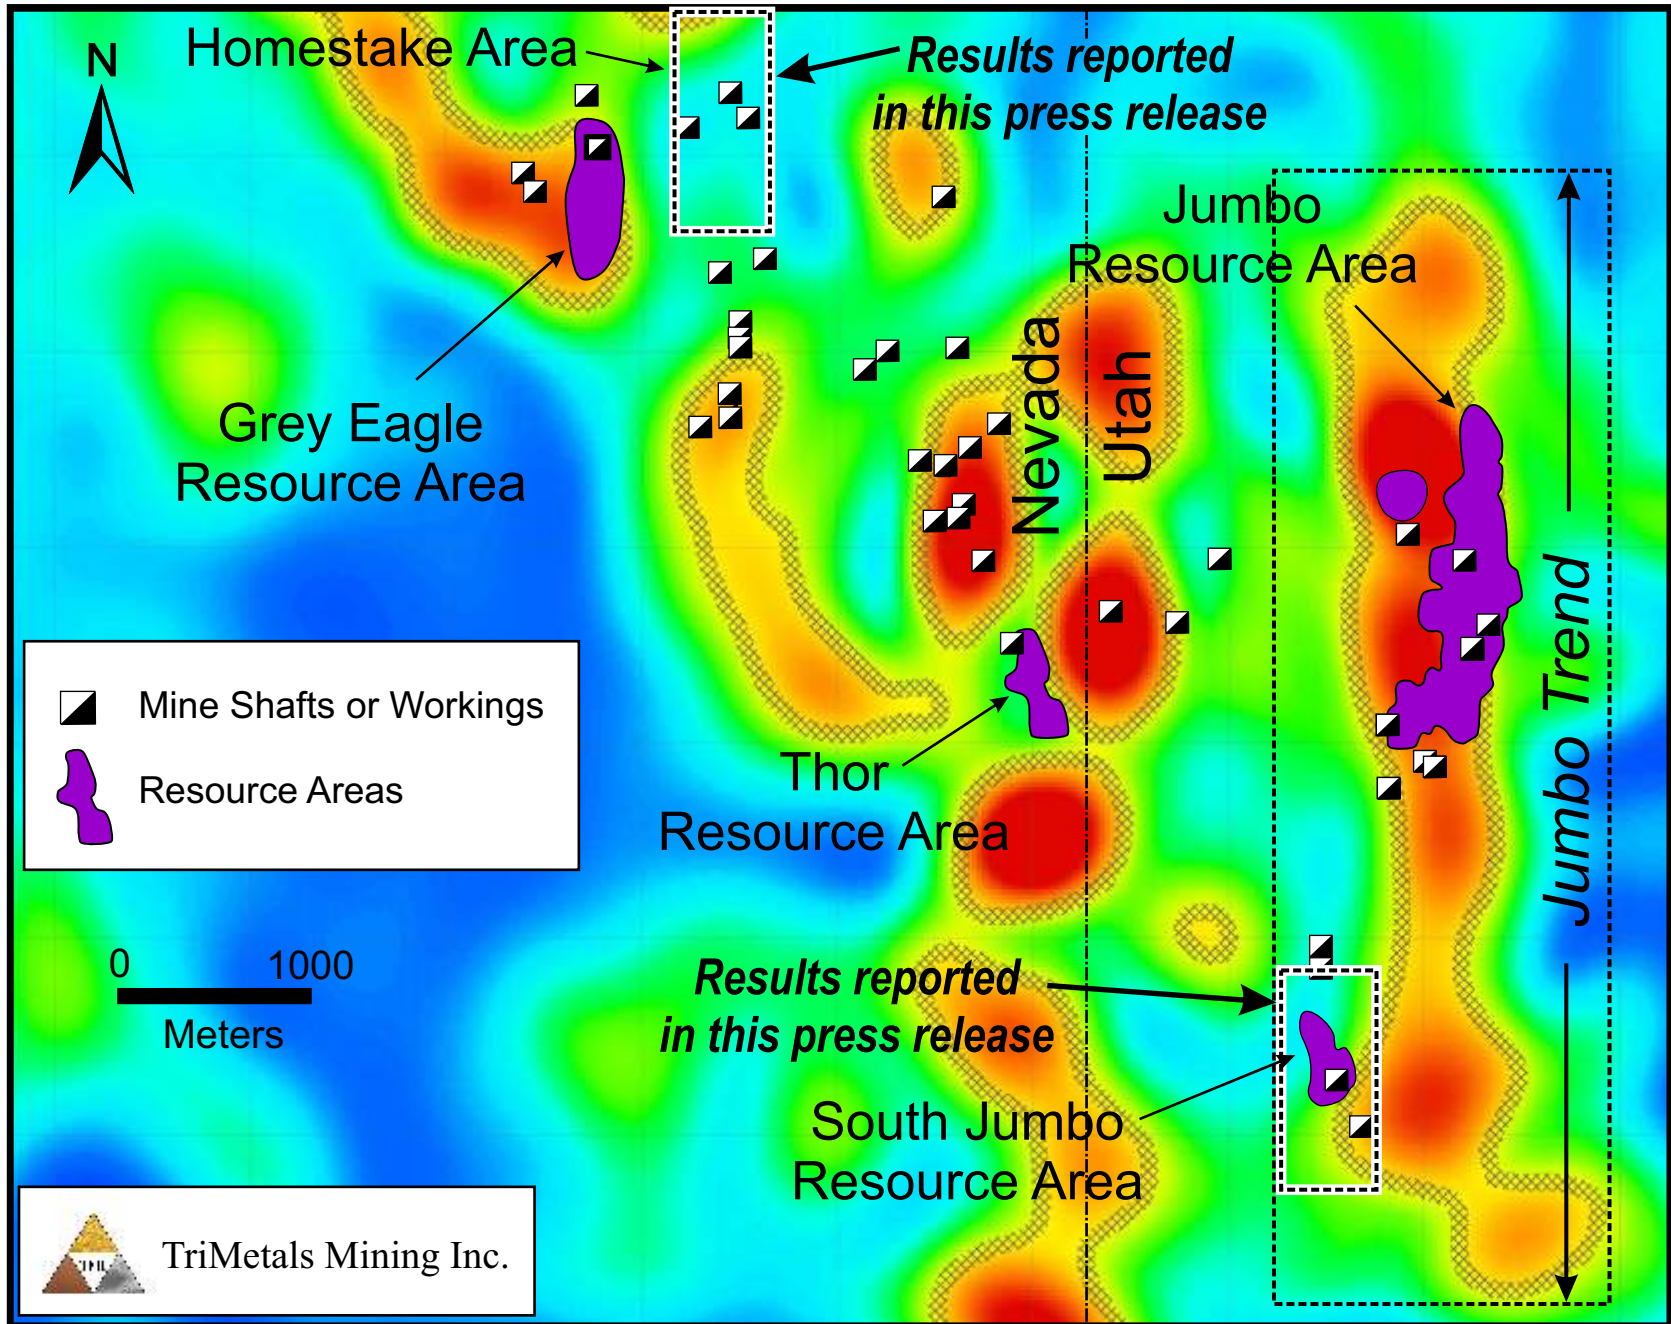 N
Homestake Area
Results reported
in this press release
Jumbo
Resource Area
Grey Eagle
Resource Area
Nevada
Utah
Mine Shafts or Workings
Resource Areas
Thor
Resource Area
Jumbo Trend
0 1000
Meters
Results reported
in this press release
South Jumbo
Resource Area
TriMetals Mining Inc.